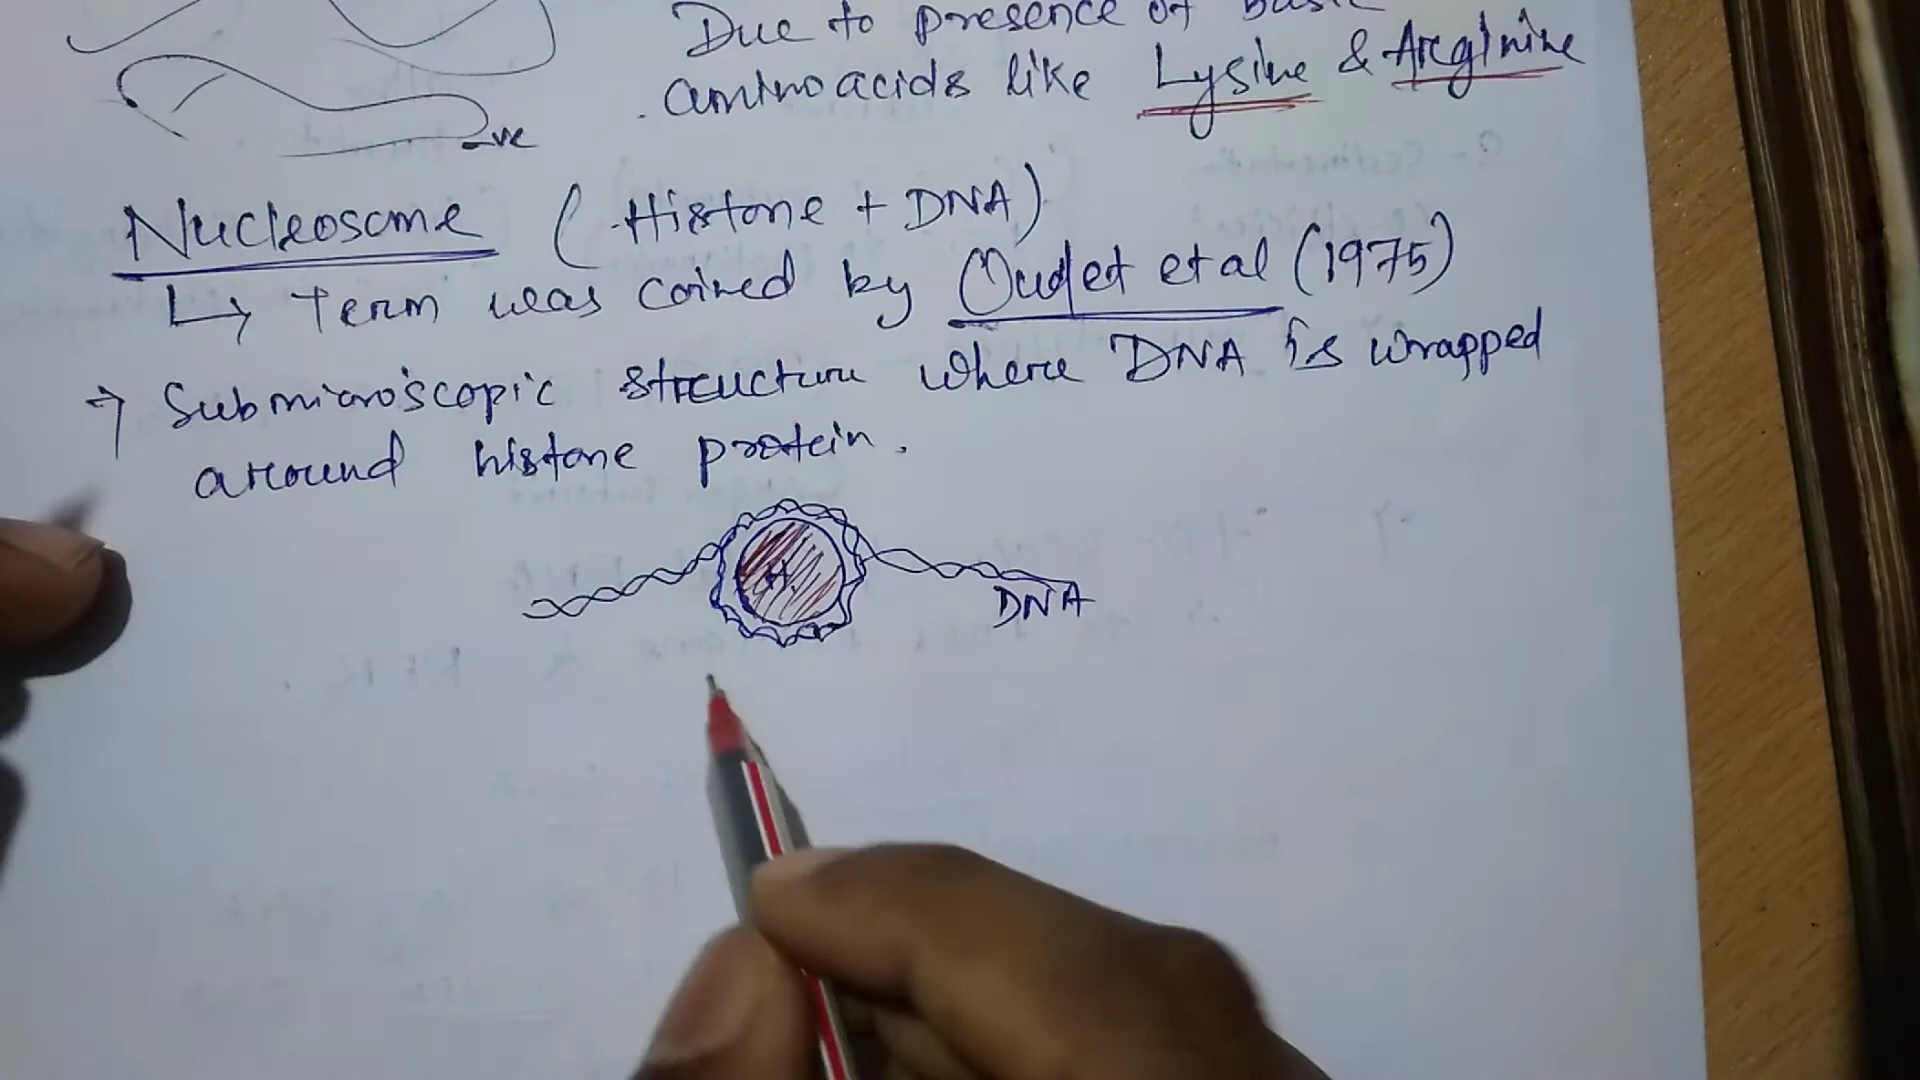 Due to presence of basic
aminoacids like Lysine & Arginine
-ve
Nucleosome (Histone + DNA)
↳ Term was coined by Oudet et al (1975)
→ Submicroscopic structure where DNA is wrapped
around histone protein.
H
DNA